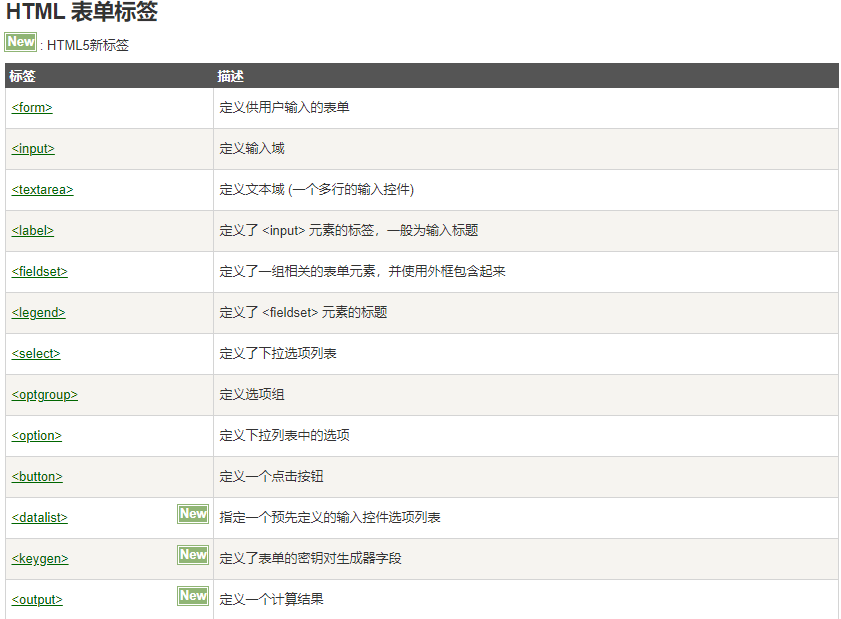 HTML 表单标签
New : HTML5新标签
标签 描述
<form> 定义供用户输入的表单
<input> 定义输入域
<textarea> 定义文本域 (一个多行的输入控件)
<label> 定义了 <input> 元素的标签，一般为输入标题
<fieldset> 定义了一组相关的表单元素，并使用外框包含起来
<legend> 定义了 <fieldset> 元素的标题
<select> 定义了下拉选项列表
<optgroup> 定义选项组
<option> 定义下拉列表中的选项
<button> 定义一个点击按钮
<datalist> New 指定一个预先定义的输入控件选项列表
<keygen> New 定义了表单的密钥对生成器字段
<output> New 定义一个计算结果